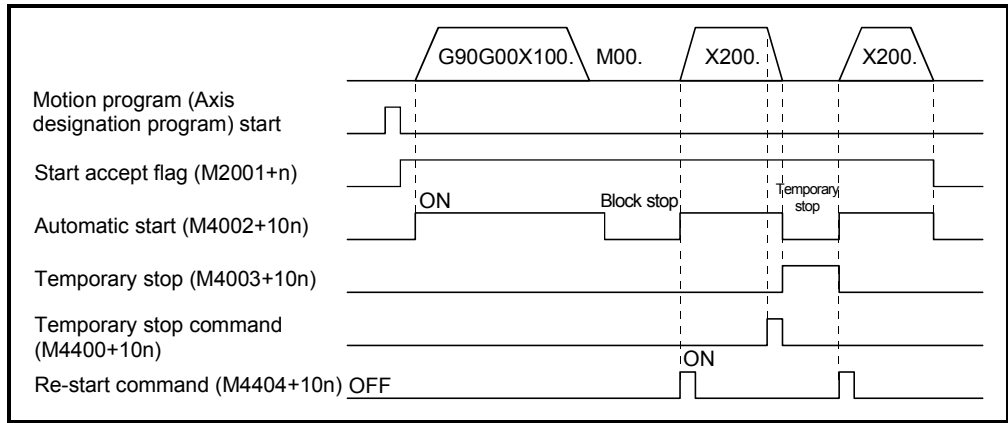 G90G00X100. M00. X200. X200.
Motion program (Axis
designation program) start
Start accept flag (M2001+n)
ON Block stop Temporary
stop
Automatic start (M4002+10n)
Temporary stop (M4003+10n)
Temporary stop command
(M4400+10n)
ON
Re-start command (M4404+10n) OFF